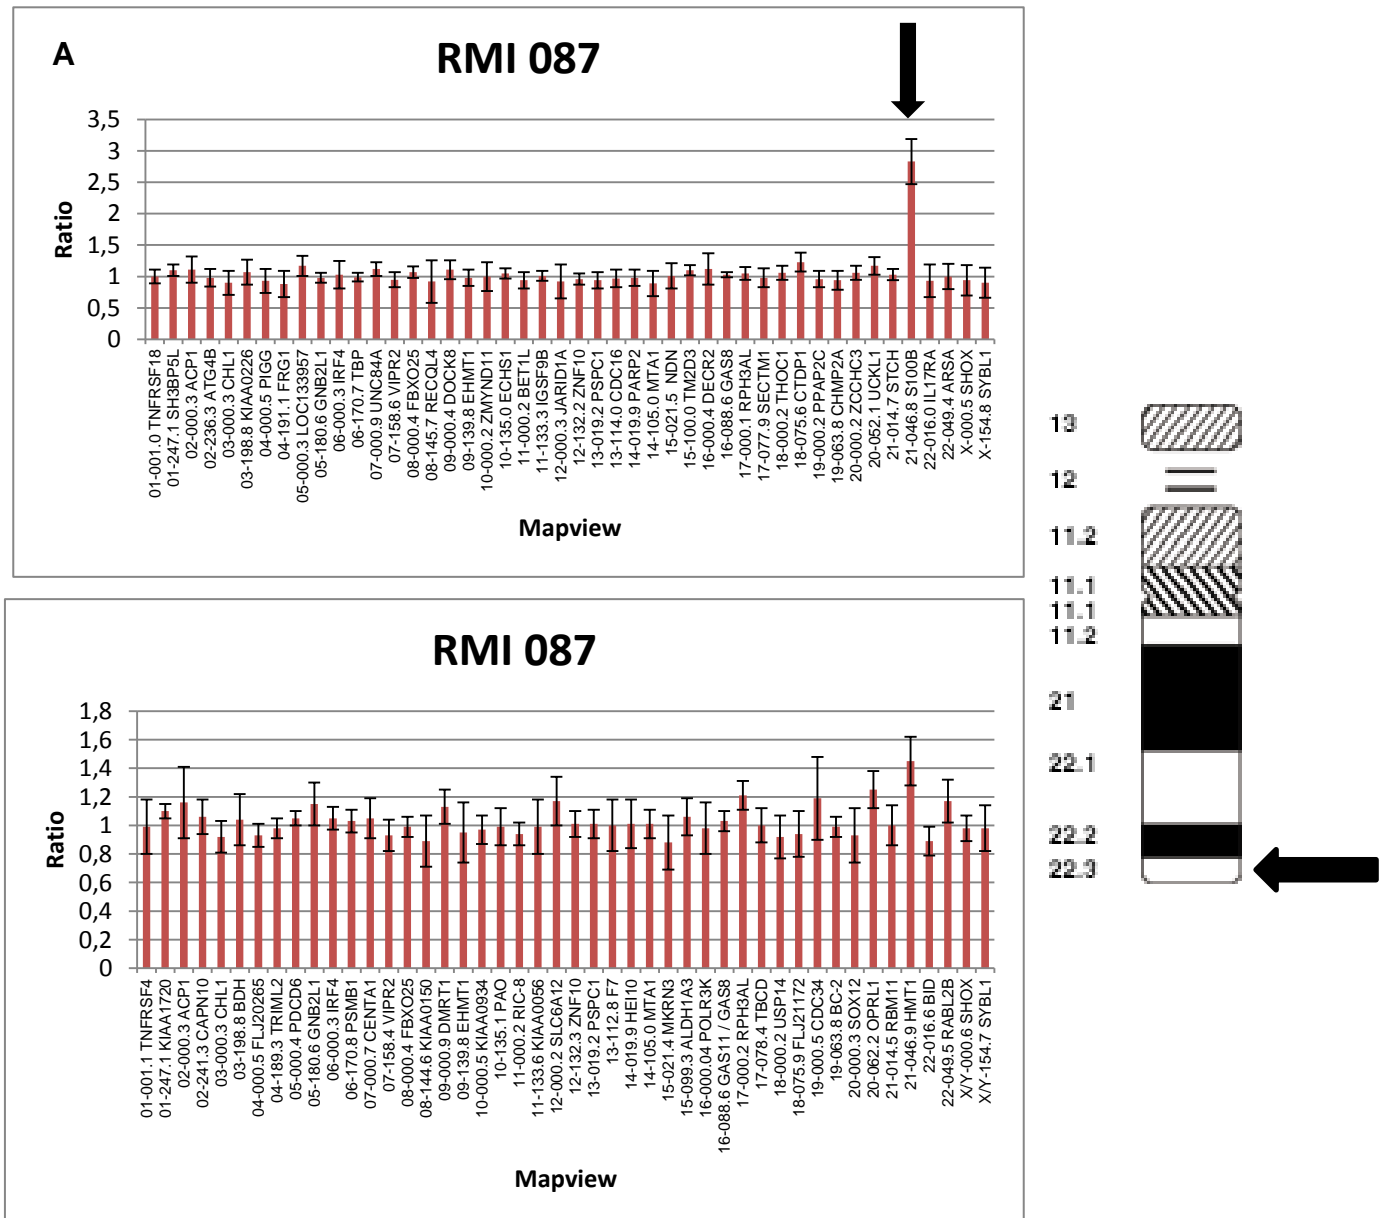 A
RMI 087
3,5
3
2,5
2
1,5
1
0,5
0
Ratio
01-001.0 TNFRSF18
01-247.1 SH3BP5L
02-000.3 ACP1
02-236.3 ATG4B
03-000.3 CHL1
03-198.8 KIAA0226
04-000.5 PIGG
04-191.1 FRG1
05-000.3 LOC133957
05-180.6 GNB2L1
06-000.3 IRF4
06-170.7 TBP
07-000.9 UNC84A
07-158.6 VIPR2
08-000.4 FBXO25
08-145.7 RECQL4
09-000.4 DOCK8
09-139.8 EHMT1
10-000.2 ZMYND11
10-135.0 ECHS1
11-000.2 BET1L
11-133.3 IGSF9B
12-000.3 JARID1A
12-132.2 ZNF10
13-019.2 PSPC1
13-114.0 CDC16
14-019.9 PARP2
14-105.0 MTA1
15-021.5 NDN
15-100.0 TM2D3
16-000.4 DECR2
16-088.6 GAS8
17-000.1 RPH3AL
17-077.9 SECTM1
18-000.2 THOC1
18-075.6 CTDP1
19-000.2 PPAP2C
19-063.8 CHMP2A
20-000.2 ZCCHC3
20-052.1 UCKL1
21-014.7 STCH
21-046.8 S100B
22-016.0 IL17RA
22-049.4 ARSA
X-000.5 SHOX
X-154.8 SYBL1
Mapview
RMI 087
1,8
1,6
1,4
1,2
1
0,8
0,6
0,4
0,2
0
Ratio
01-001.1 TNFRSF4
01-247.1 KIAA1720
02-000.3 ACP1
02-241.3 CAPN10
03-000.3 CHL1
03-198.8 BDH
04-000.5 FLJ20265
04-189.3 TRIML2
05-000.4 PDCD6
05-180.6 GNB2L1
06-000.3 IRF4
06-170.8 PSMB1
07-000.7 CENTA1
07-158.4 VIPR2
08-000.4 FBXO25
08-144.6 KIAA0150
09-000.9 DMRT1
09-139.8 EHMT1
10-000.5 KIAA0934
10-135.1 PAO
11-000.2 RIC-8
11-133.6 KIAA0056
12-000.2 SLC6A12
12-132.3 ZNF10
13-019.2 PSPC1
13-112.8 F7
14-019.9 HEI10
14-105.0 MTA1
15-021.4 MKRN3
15-099.3 ALDH1A3
16-000.04 POLR3K
16-088.6 GAS11 / GAS8
17-000.2 RPH3AL
17-078.4 TBCD
18-000.2 USP14
18-075.9 FLJ21172
19-000.5 CDC34
19-063.8 BC-2
20-000.3 SOX12
20-062.2 OPRL1
21-014.5 RBM11
21-046.9 HMT1
22-016.6 BID
22-049.5 RABL2B
X/Y-000.6 SHOX
X/Y-154.7 SYBL1
Mapview
13
12
11.2
11.1
11.1
11.2
21
22.1
22.2
22.3